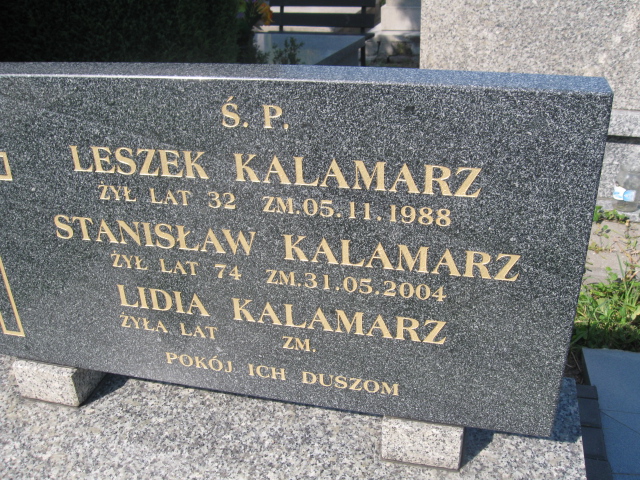 Ś. P.
LESZEK KALAMARZ
ŻYŁ LAT 32 ZM.05.11.1988
STANISŁAW KALAMARZ
ŻYŁ LAT 74 ZM.31.05.2004
LIDIA KALAMARZ
ŻYŁA LAT ZM.
POKÓJ ICH DUSZOM